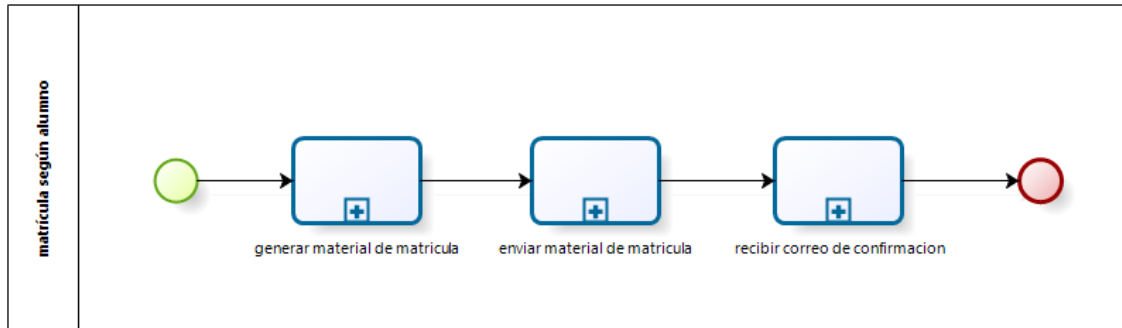 matrícula según alumno
generar material de matricula
enviar material de matricula
recibir correo de confirmacion